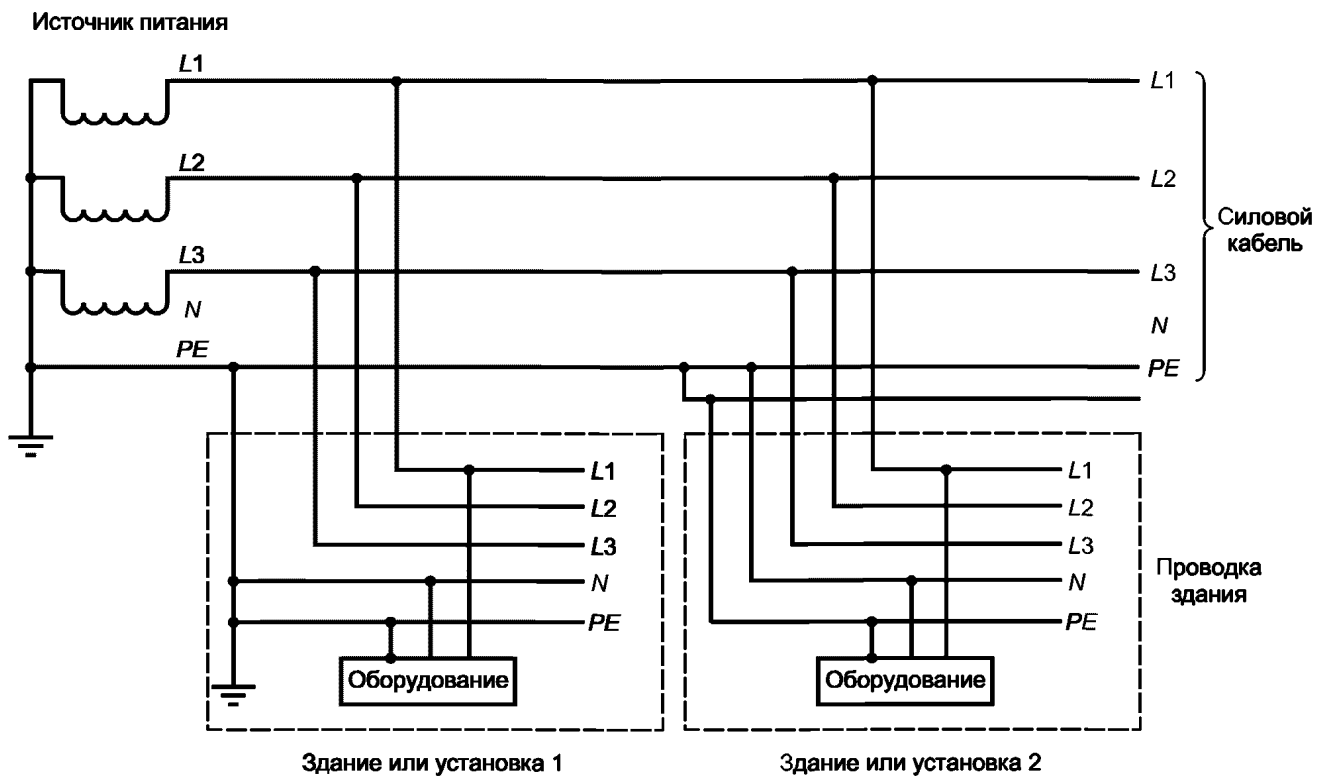 Источник питания
L1
L1
L2
L2
Силовой
кабель
L3
L3
N
N
PE
PE
L1
L1
L2
L2
L3
L3
N
N
Проводка
здания
PE
PE
Оборудование
Оборудование
Здание или установка 1
Здание или установка 2